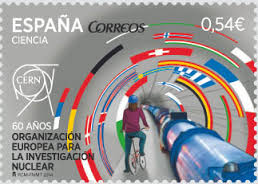 ESPAÑA
CORREOS
0,54€
CIENCIA
CERN
60 AÑOS
ORGANIZACIÓN
EUROPEA PARA
LA INVESTIGACIÓN
NUCLEAR